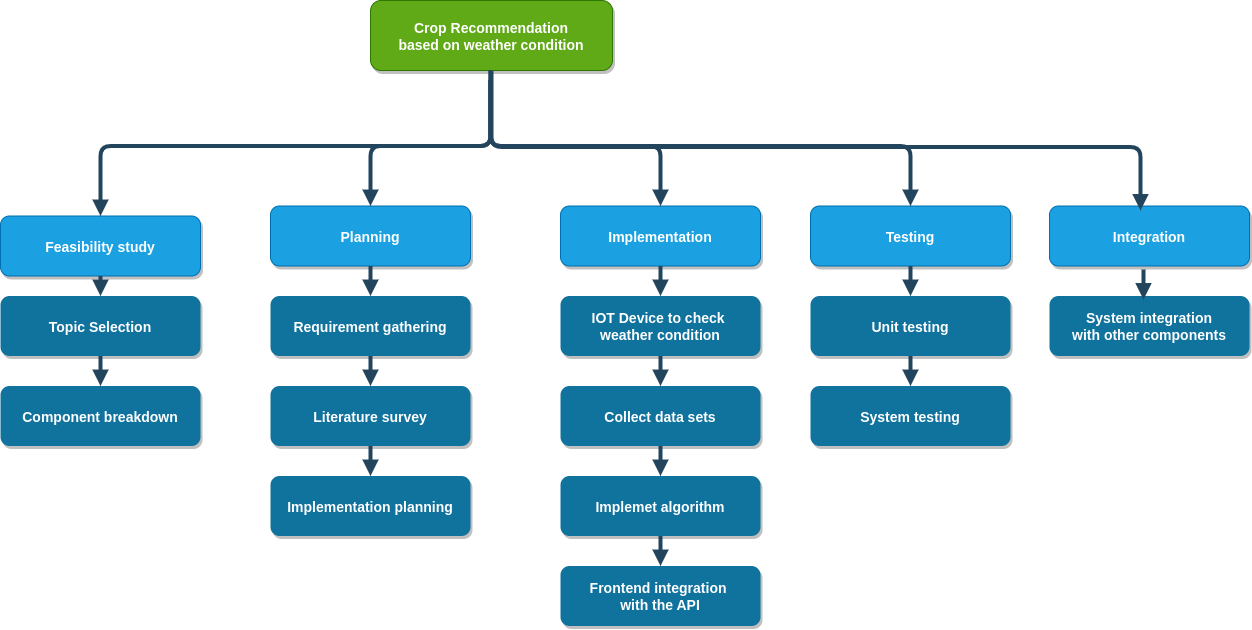 Crop Recommendation
based on weather condition
Feasibility study
Planning
Implementation
Testing
Integration
Topic Selection
Requirement gathering
IOT Device to check
weather condition
Unit testing
System integration
with other components
Component breakdown
Literature survey
Collect data sets
System testing
Implementation planning
Implemet algorithm
Frontend integration
with the API